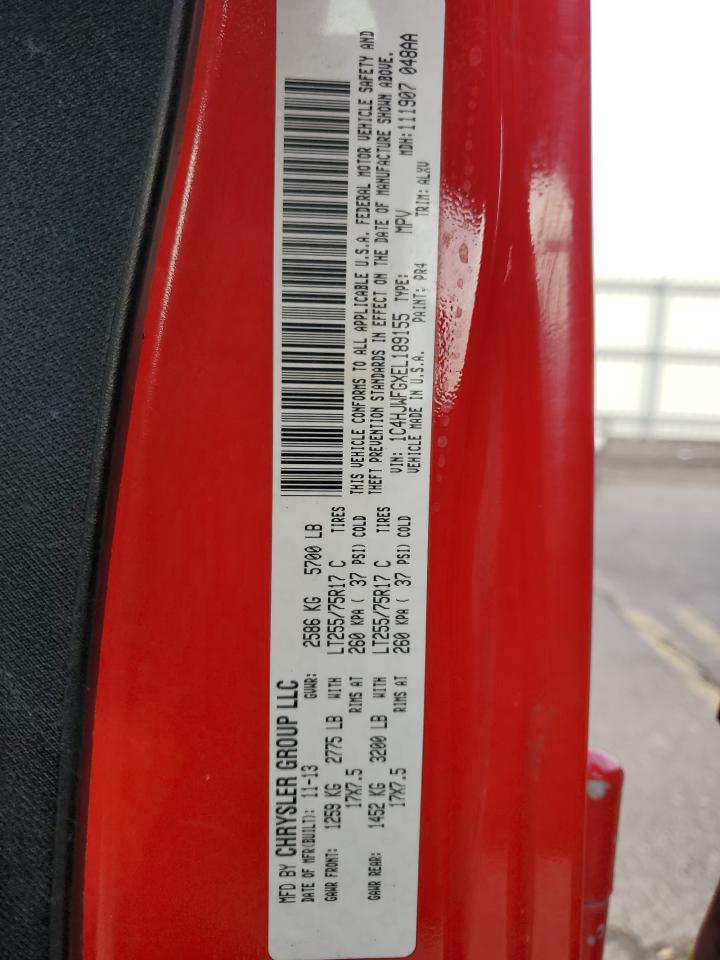 MFD BY CHRYSLER GROUP LLC
DATE OF MFR(BUILT): 11-13 GVWR: 2586 KG 5700 LB
GAWR FRONT: 1259 KG 2775 LB WITH LT255/75R17 C TIRES
17X7.5 RIMS AT 260 KPA ( 37 PSI) COLD
GAWR REAR: 1452 KG 3200 LB WITH LT255/75R17 C TIRES
17X7.5 RIMS AT 260 KPA ( 37 PSI) COLD
THIS VEHICLE CONFORMS TO ALL APPLICABLE U.S.A. FEDERAL MOTOR VEHICLE SAFETY AND
THEFT PREVENTION STANDARDS IN EFFECT ON THE DATE OF MANUFACTURE SHOWN ABOVE.
VIN: 1C4HJWFGXEL189155 TYPE: MPV MDH:111907 048AA
VEHICLE MADE IN U.S.A. PAINT: PR4 TRIM: ALXV